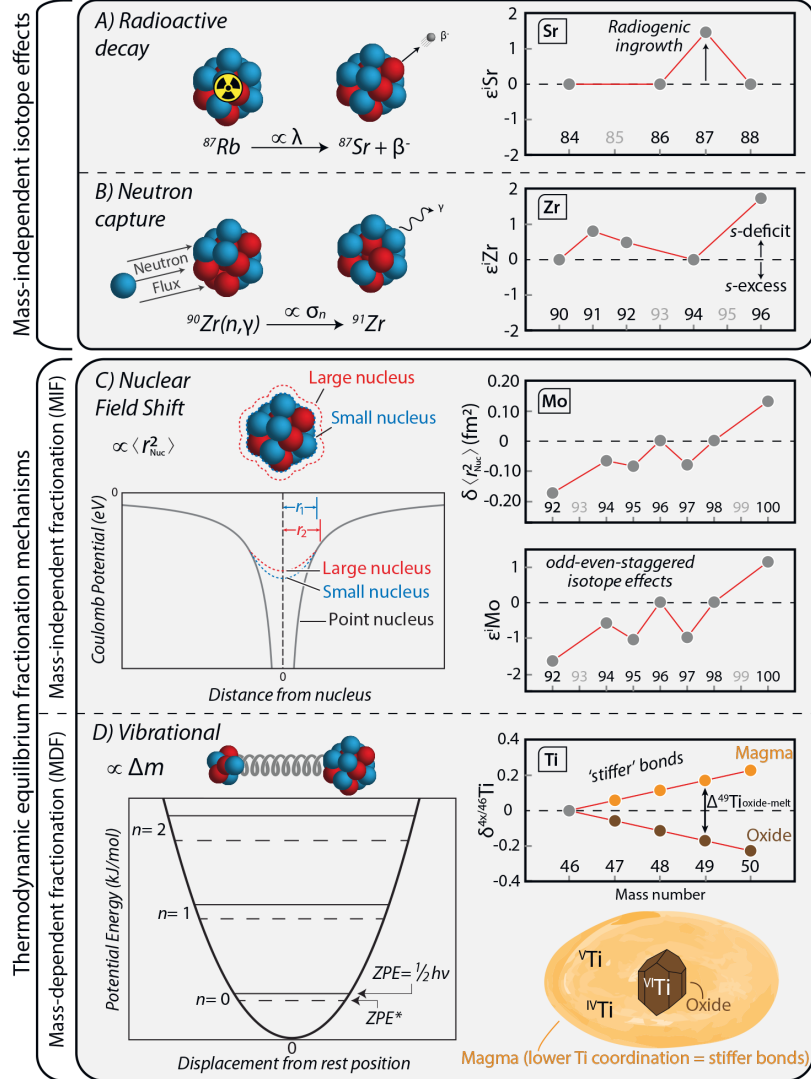 Mass-independent isotope effects
A) Radioactive
decay
β-
⁸⁷Rb ∝ λ ⁸⁷Sr + β-
Sr
Radiogenic
ingrowth
εⁱSr
2
1
0
-1
-2
84 85 86 87 88
B) Neutron
capture
Neutron
Flux
γ
⁹⁰Zr(n,γ) ∝ σₙ ⁹¹Zr
Zr
εⁱZr
2
1
0
1
-2
s-deficit
s-excess
90 91 92 93 94 95 96
Thermodynamic equilibrium fractionation mechanisms
Mass-independent fractionation (MIF)
C) Nuclear
Field Shift
∝ ⟨r²Nuc⟩
Large nucleus
Small nucleus
0
r₁
r₂
Large nucleus
Small nucleus
Point nucleus
Coulomb Potential (eV)
0
Distance from nucleus
Mo
δ⟨r²Nuc⟩(fm²)
0.20
0.10
0
-0.10
-0.20
92 93 94 95 96 97 98 99 100
odd-even-staggered
isotope effects
εⁱMo
1
0
-1
-2
92 93 94 95 96 97 98 99 100
Mass-dependent fractionation (MDF)
D) Vibrational
∝ Δm
n= 2
n= 1
n= 0
ZPE= ½hν
ZPE*
Potential Energy (kJ/mol)
0
Displacement from rest position
Ti
Magma
'stiffer' bonds
Δ⁴⁹Ti oxide-melt
Oxide
δ⁴ˣ/⁴⁶Ti
0.4
0.2
0
-0.2
-0.4
46 47 48 49 50
Mass number
ⱽTi
ⱽᴵTi
ᴵⱽTi
Oxide
Magma (lower Ti coordination = stiffer bonds)